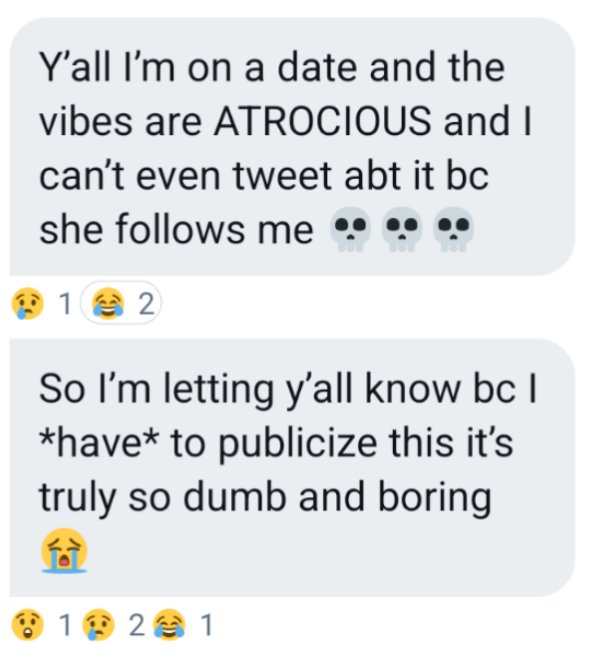 Y'all I'm on a date and the
vibes are ATROCIOUS and I
can't even tweet abt it bc
she follows me 💀💀💀
😢 1 😂 2
So I'm letting y'all know bc I
*have* to publicize this it's
truly so dumb and boring
😭
😲 1 😢 2 😂 1